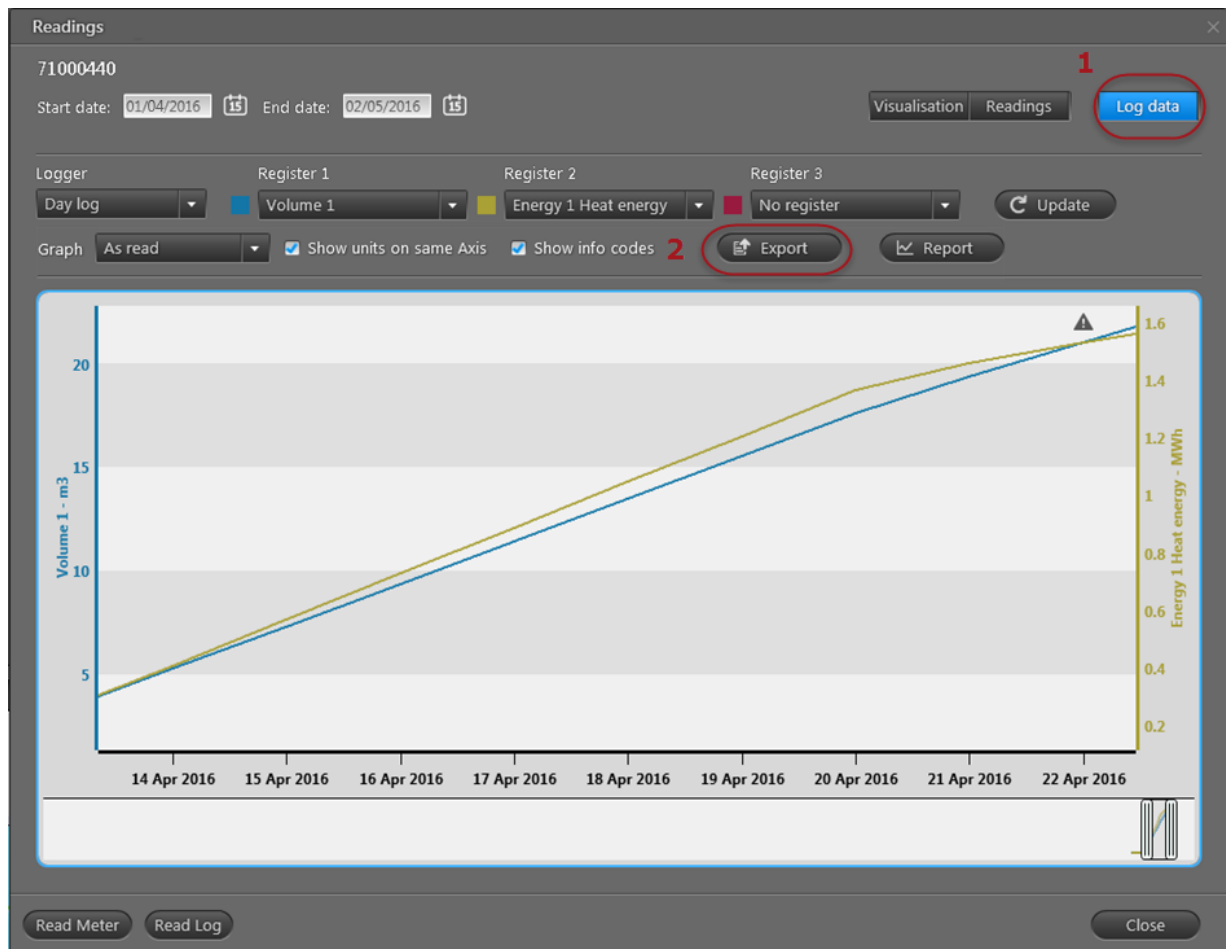 Readings
71000440
1
Start date: 01/04/2016 15 End date: 02/05/2016 15 Visualisation Readings Log data
Logger Register 1 Register 2 Register 3
Day log Volume 1 Energy 1 Heat energy No register Update
Graph As read Show units on same Axis Show info codes 2 Export Report
1.6
20
1.4
1.2
15
1
10
0.8
0.6
5
0.4
0.2
Volume 1 - m3
Energy 1 Heat energy - MWh
14 Apr 2016 15 Apr 2016 16 Apr 2016 17 Apr 2016 18 Apr 2016 19 Apr 2016 20 Apr 2016 21 Apr 2016 22 Apr 2016
Read Meter Read Log Close